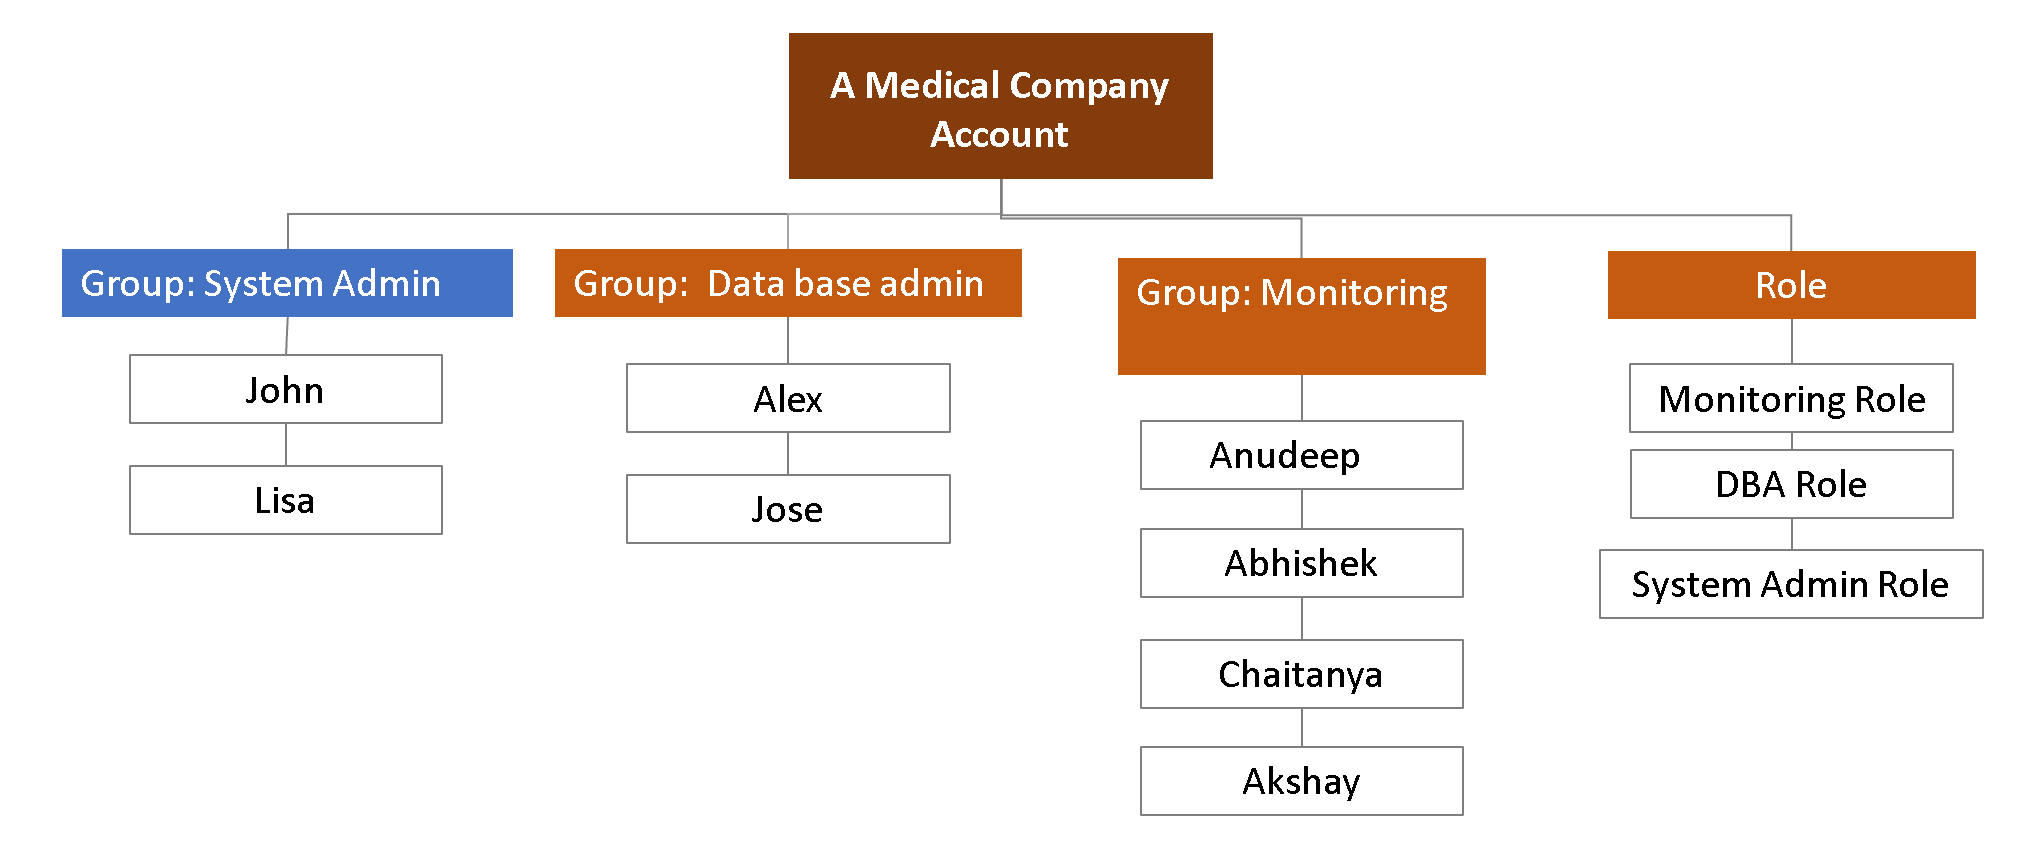 A Medical Company
Account
Group: System Admin
John
Lisa
Group:  Data base admin
Alex
Jose
Group: Monitoring
Anudeep
Abhishek
Chaitanya
Akshay
Role
Monitoring Role
DBA Role
System Admin Role